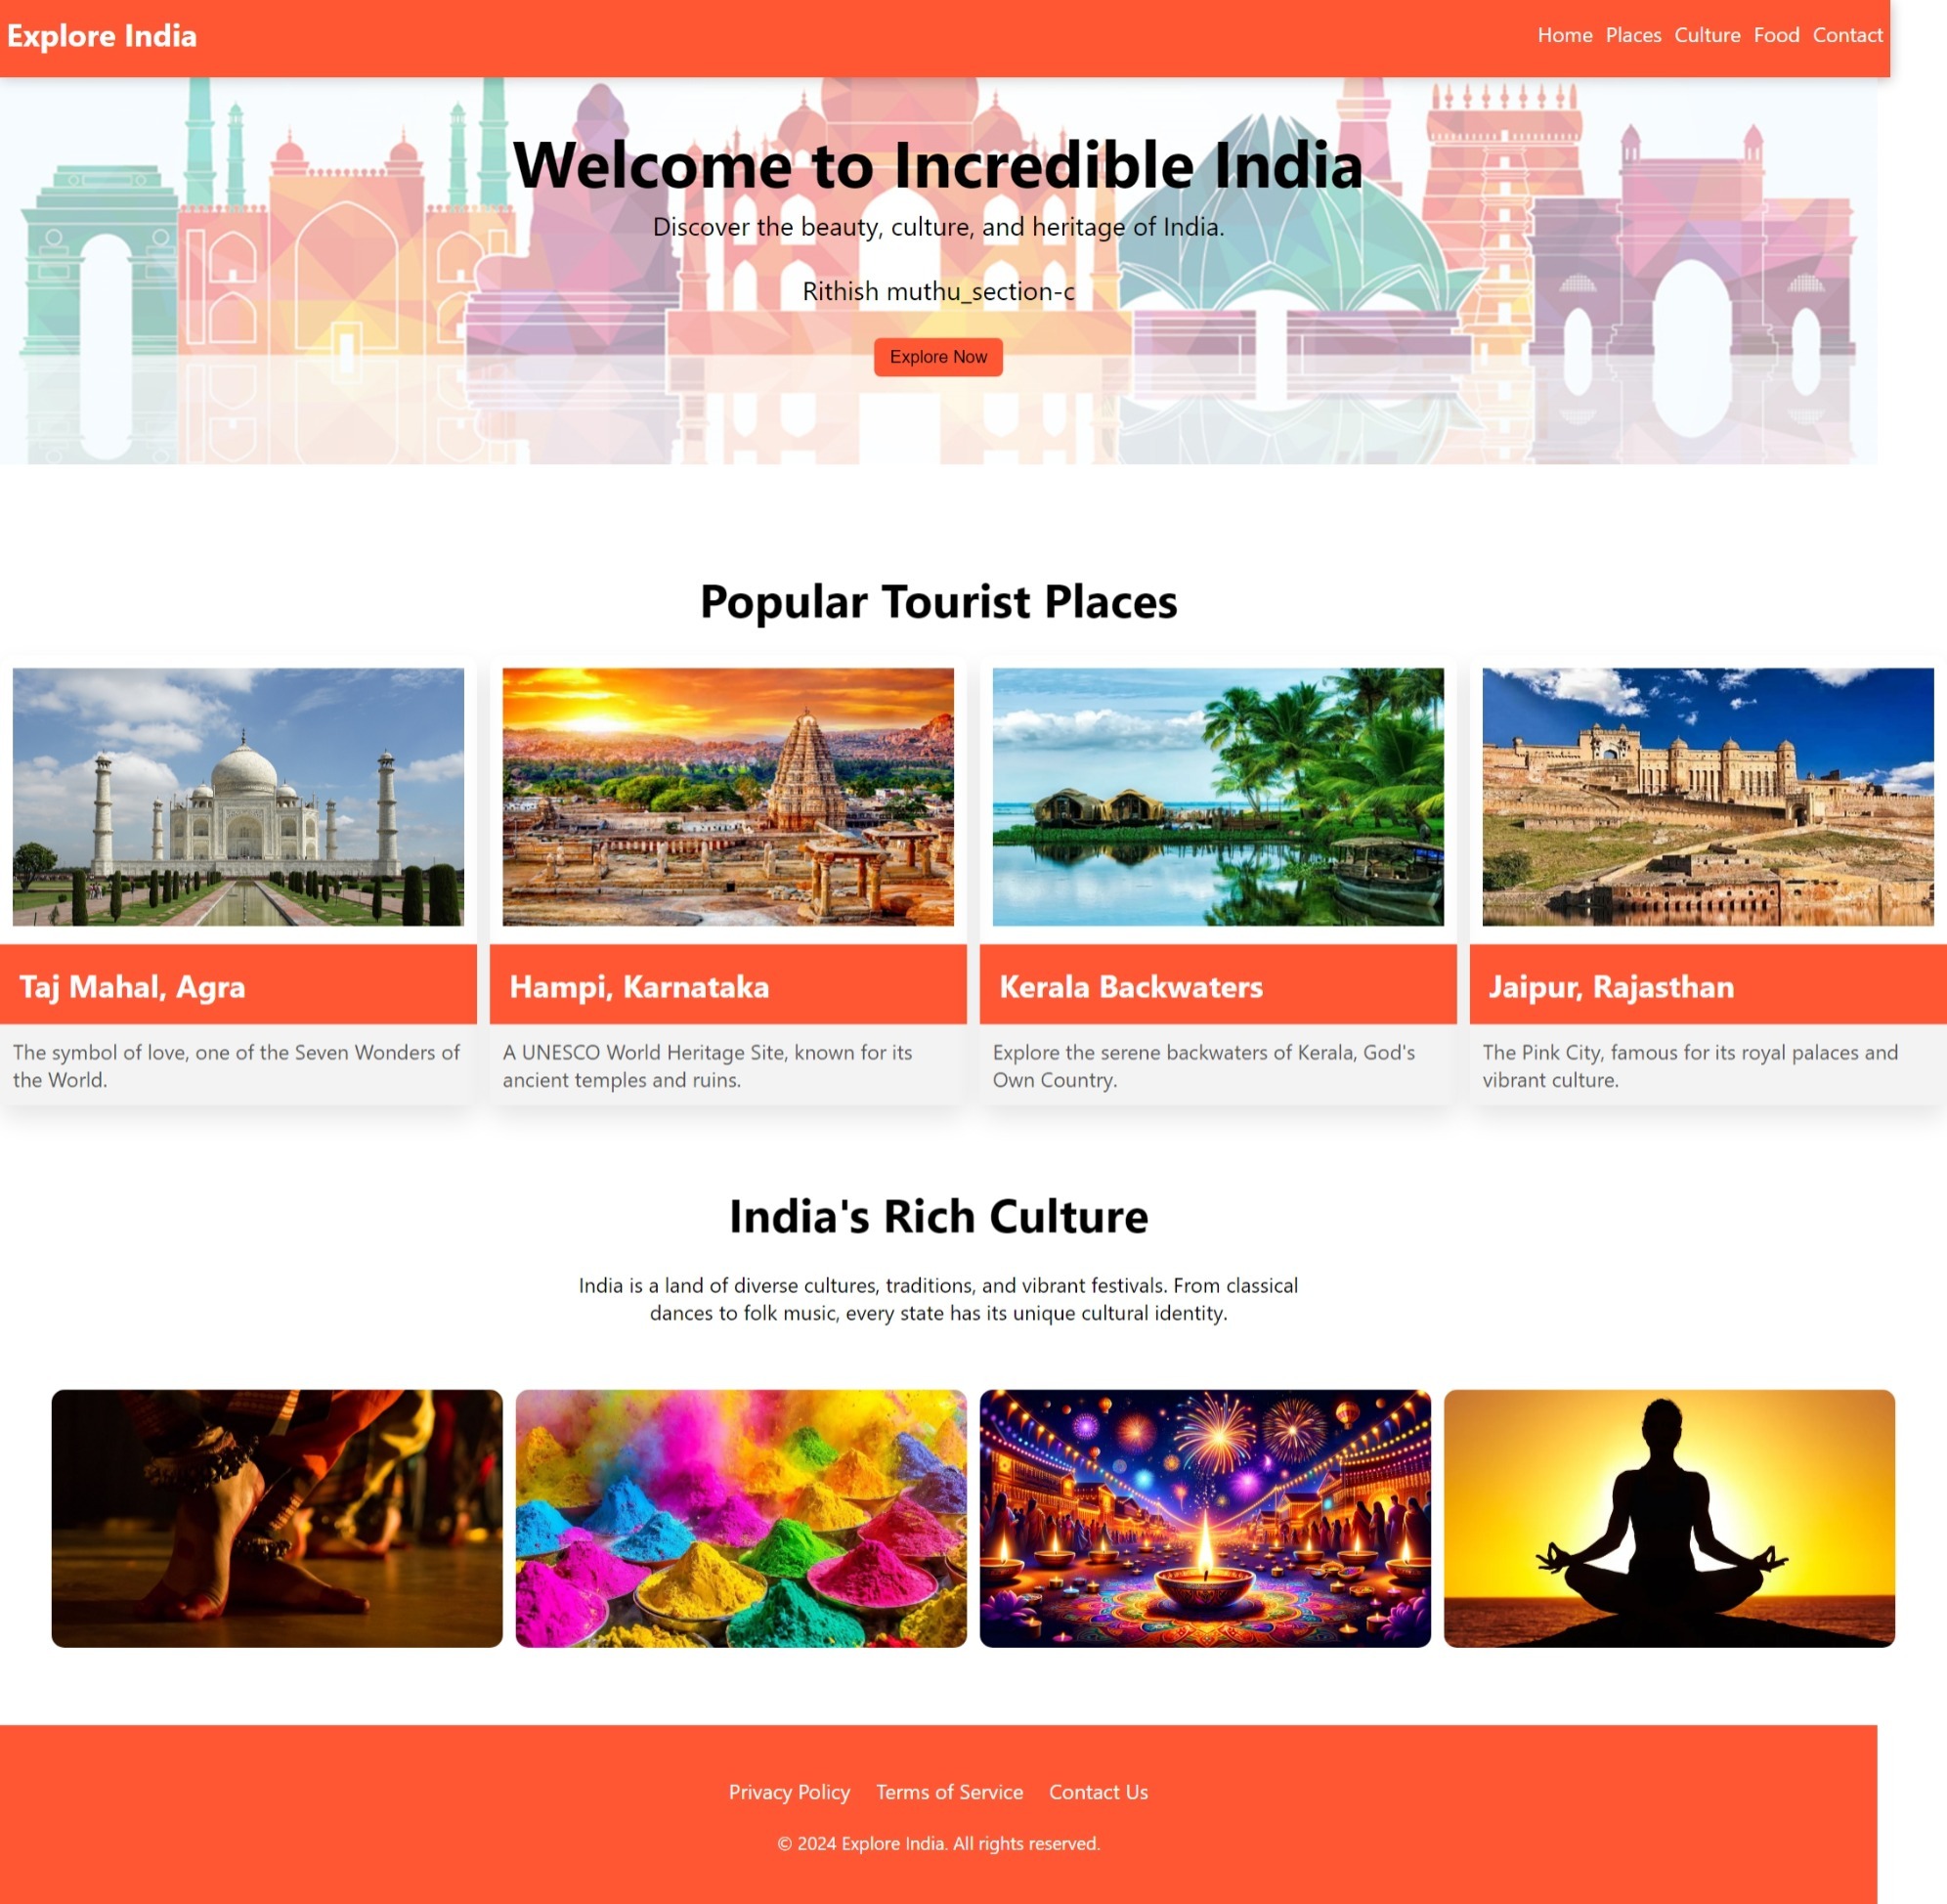 Explore India
Home Places Culture Food Contact
Welcome to Incredible India
Discover the beauty, culture, and heritage of India.
Rithish muthu_section-c
Explore Now
Popular Tourist Places
Taj Mahal, Agra
The symbol of love, one of the Seven Wonders of
the World.
Hampi, Karnataka
A UNESCO World Heritage Site, known for its
ancient temples and ruins.
Kerala Backwaters
Explore the serene backwaters of Kerala, God's
Own Country.
Jaipur, Rajasthan
The Pink City, famous for its royal palaces and
vibrant culture.
India's Rich Culture
India is a land of diverse cultures, traditions, and vibrant festivals. From classical
dances to folk music, every state has its unique cultural identity.
Privacy Policy Terms of Service Contact Us
© 2024 Explore India. All rights reserved.